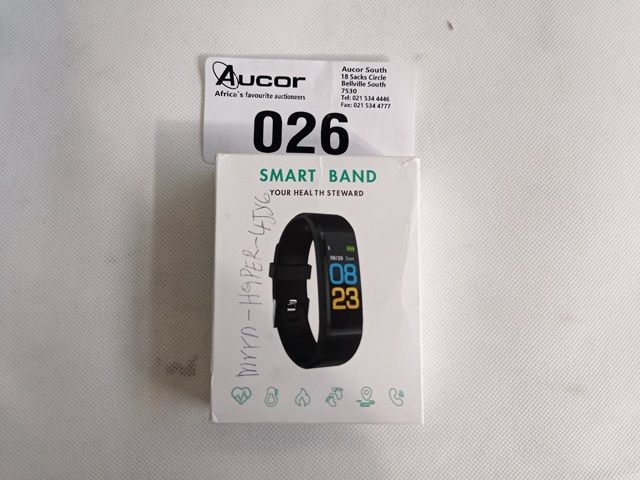 Aucor
Africa's favourite auctioneers
Aucor South
18 Sacks Circle
Bellville South
7530
Tel: 021 534 4446
Fax: 021 534 4777
026
SMART BAND
YOUR HEALTH STEWARD
08/29 Sun
08
23